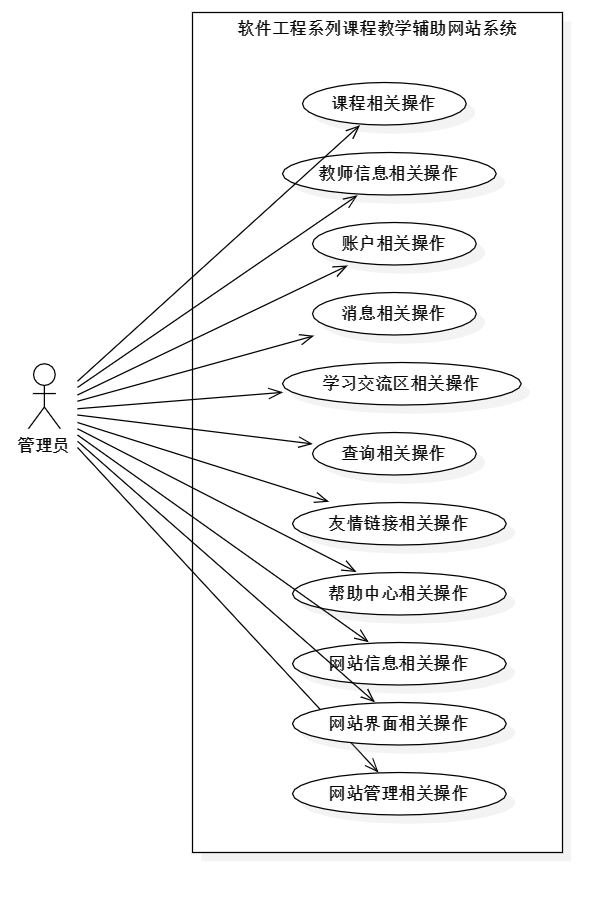 软件工程系列课程教学辅助网站系统
课程相关操作
教师信息相关操作
账户相关操作
消息相关操作
学习交流区相关操作
管理员
查询相关操作
友情链接相关操作
帮助中心相关操作
网站信息相关操作
网站界面相关操作
网站管理相关操作